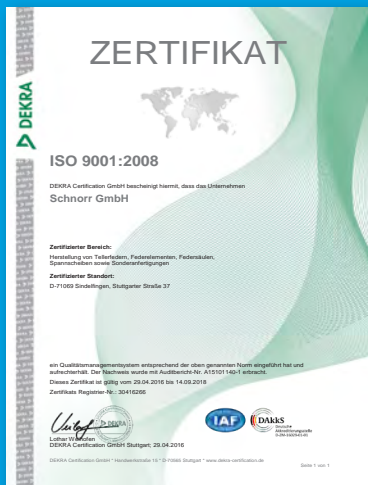 ZERTIFIKAT
DEKRA
ISO 9001:2008
DEKRA Certification GmbH bescheinigt hiermit, dass das Unternehmen
Schnorr GmbH
Zertifizierter Bereich:
Herstellung von Tellerfedern, Federelementen, Federsäulen,
Spannscheiben sowie Sonderanfertigungen
Zertifizierter Standort:
D-71069 Sindelfingen, Stuttgarter Straße 37
ein Qualitätsmanagementsystem entsprechend der oben genannten Norm eingeführt hat und
aufrechterhält. Der Nachweis wurde mit Auditbericht-Nr. A15101140-1 erbracht.
Dieses Zertifikat ist gültig vom 29.04.2016 bis 14.09.2018
Zertifikats Registrier-Nr.: 30416266
DEKRA
IAF
DAkkS
Deutsche
Akkreditierungsstelle
Lothar
DEKRA Certification GmbH Stuttgart; 29.04.2016
DEKRA Certification GmbH * Handwerkstraße 15 * D-70565 Stuttgart * www.dekra-certification.de
Seite 1 von 1